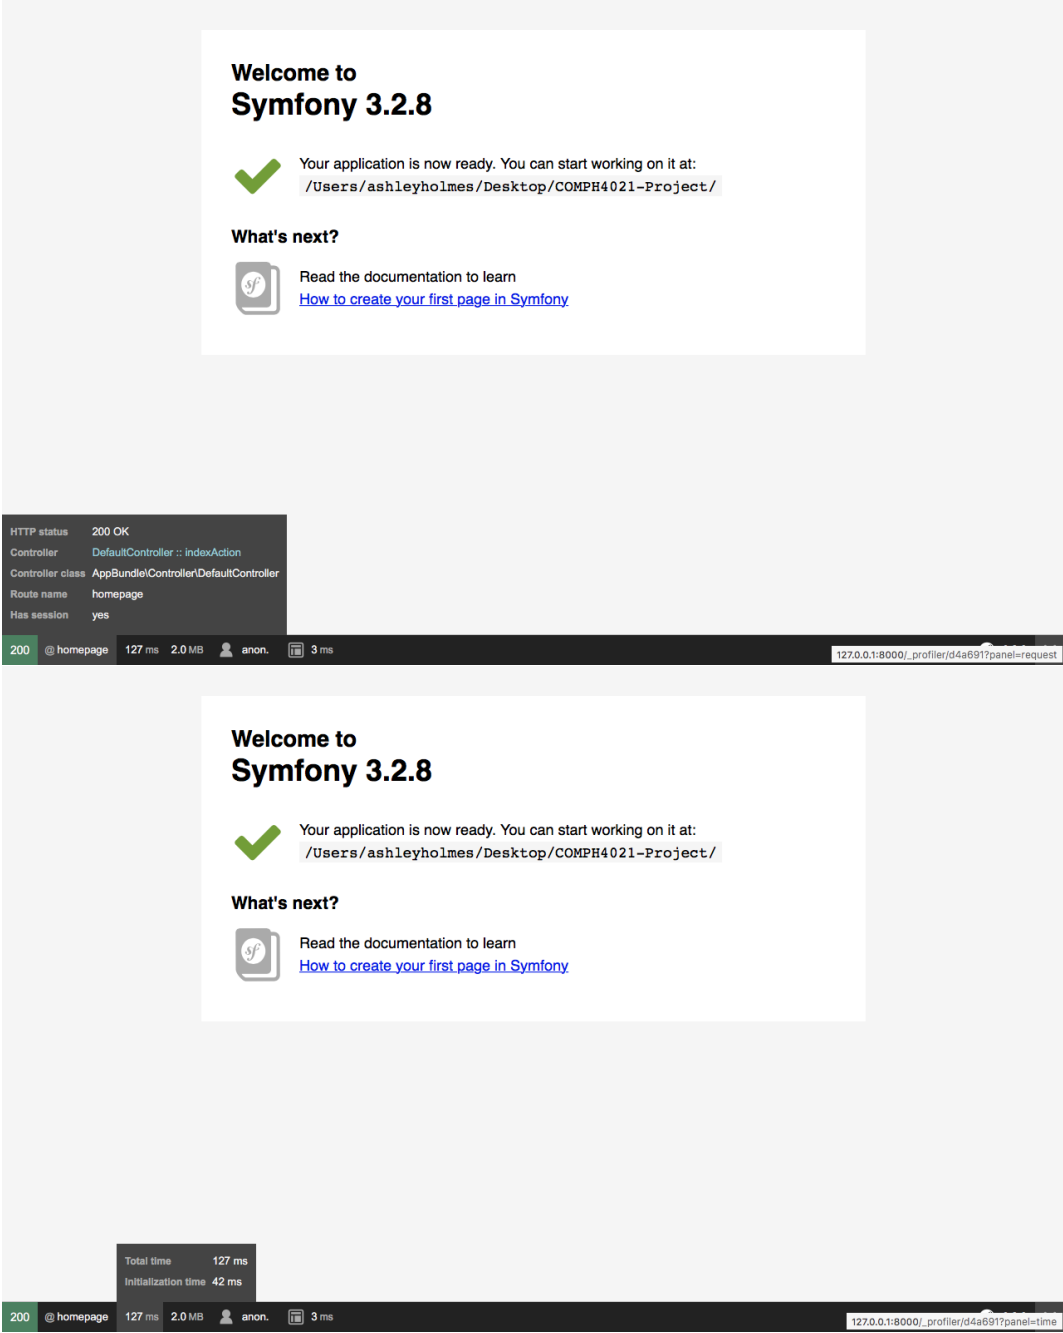 Welcome to
Symfony 3.2.8
Your application is now ready. You can start working on it at:
/Users/ashleyholmes/Desktop/COMPH4021-Project/
What's next?
sf
Read the documentation to learn
How to create your first page in Symfony
HTTP status 200 OK
Controller DefaultController :: indexAction
Controller class AppBundle\Controller\DefaultController
Route name homepage
Has session yes
200 @ homepage 127 ms 2.0 MB anon. 3 ms
127.0.0.1:8000/_profiler/d4a691?panel=request
Welcome to
Symfony 3.2.8
Your application is now ready. You can start working on it at:
/Users/ashleyholmes/Desktop/COMPH4021-Project/
What's next?
sf
Read the documentation to learn
How to create your first page in Symfony
Total time 127 ms
Initialization time 42 ms
200 @ homepage 127 ms 2.0 MB anon. 3 ms
127.0.0.1:8000/_profiler/d4a691?panel=time